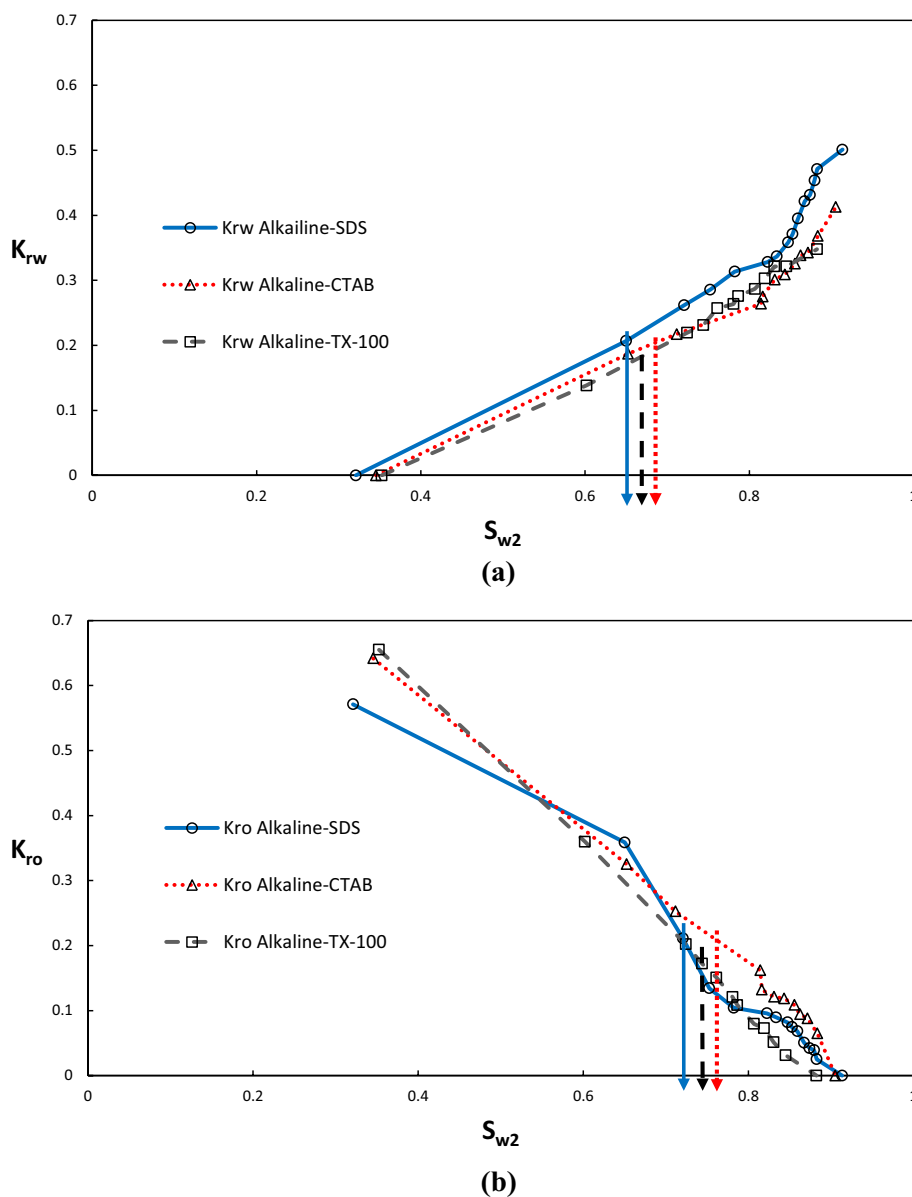 0.7
0.6
0.5
0.4
0.3
0.2
0.1
0
Krw
Krw Alkailine-SDS
Krw Alkaline-CTAB
Krw Alkaline-TX-100
0 0.2 0.4 0.6 0.8 1
Sw2
(a)
0.7
0.6
0.5
0.4
0.3
0.2
0.1
0
Kro
Kro Alkaline-SDS
Kro Alkaline-CTAB
Kro Alkaline-TX-100
0 0.2 0.4 0.6 0.8 1
Sw2
(b)